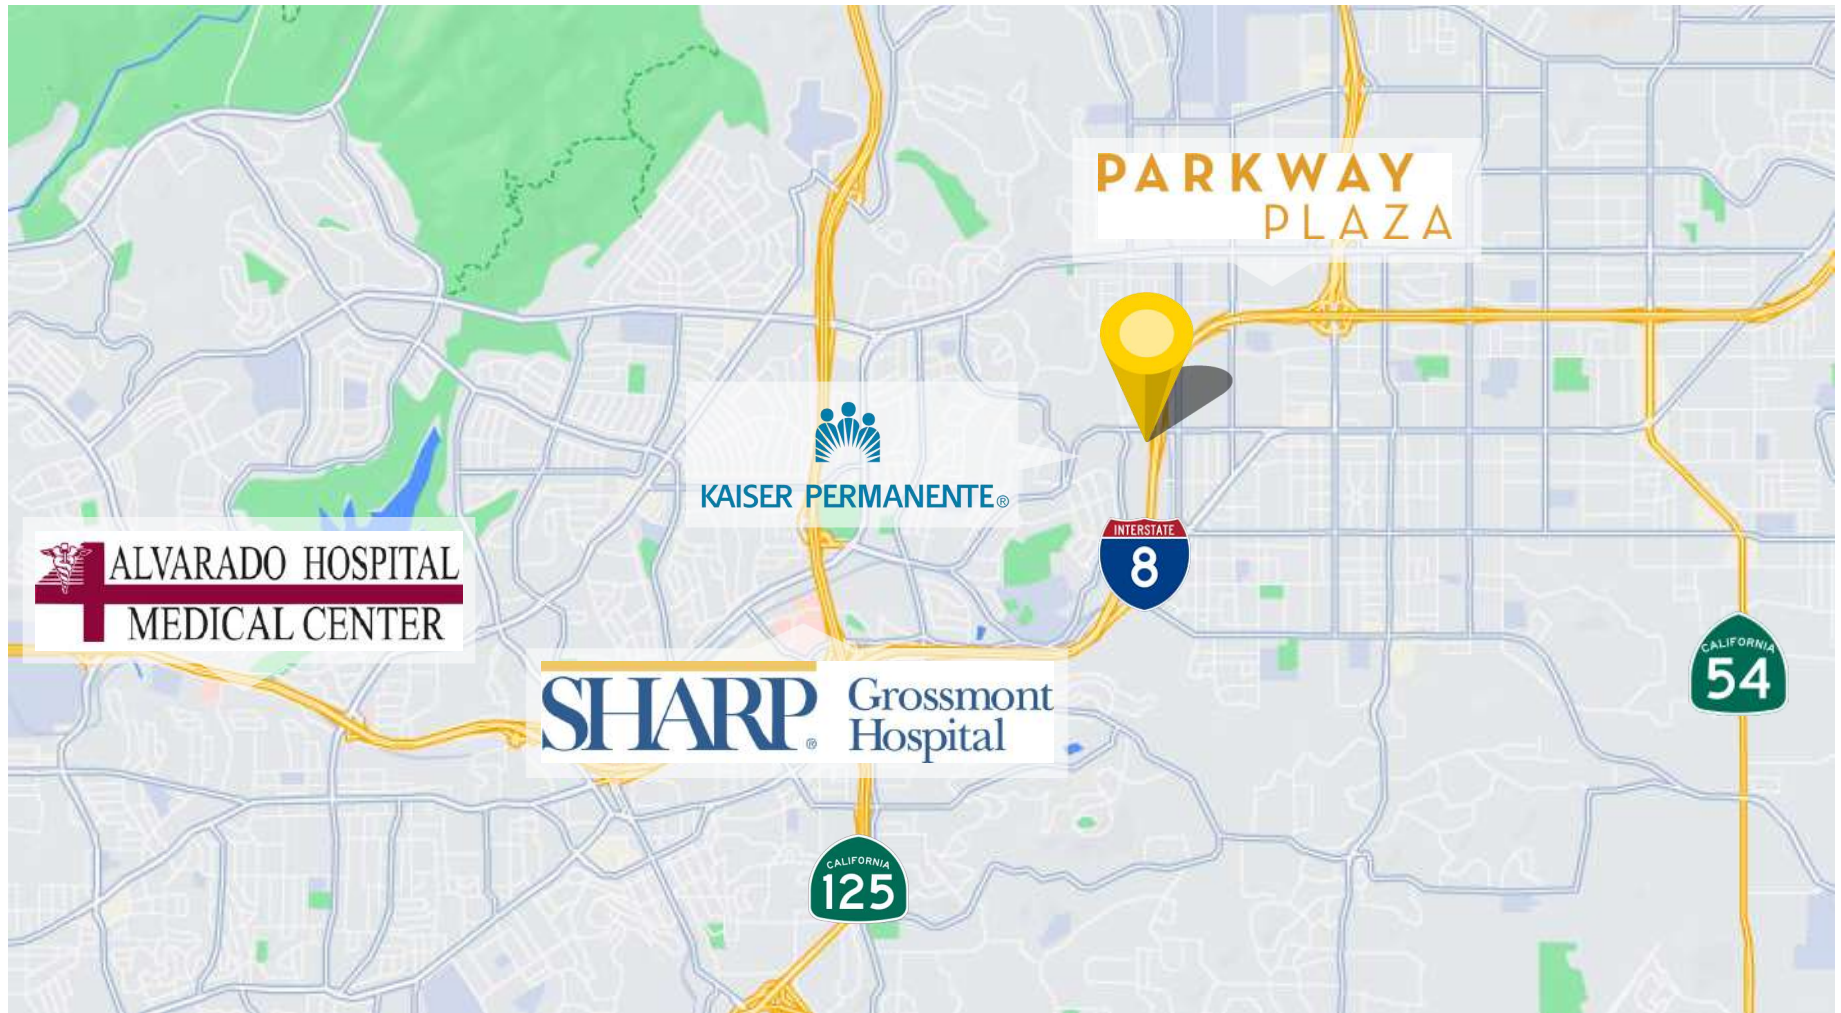 PARKWAY
PLAZA
KAISER PERMANENTE®
INTERSTATE
8
ALVARADO HOSPITAL
MEDICAL CENTER
CALIFORNIA
54
SHARP® Grossmont
Hospital
CALIFORNIA
125